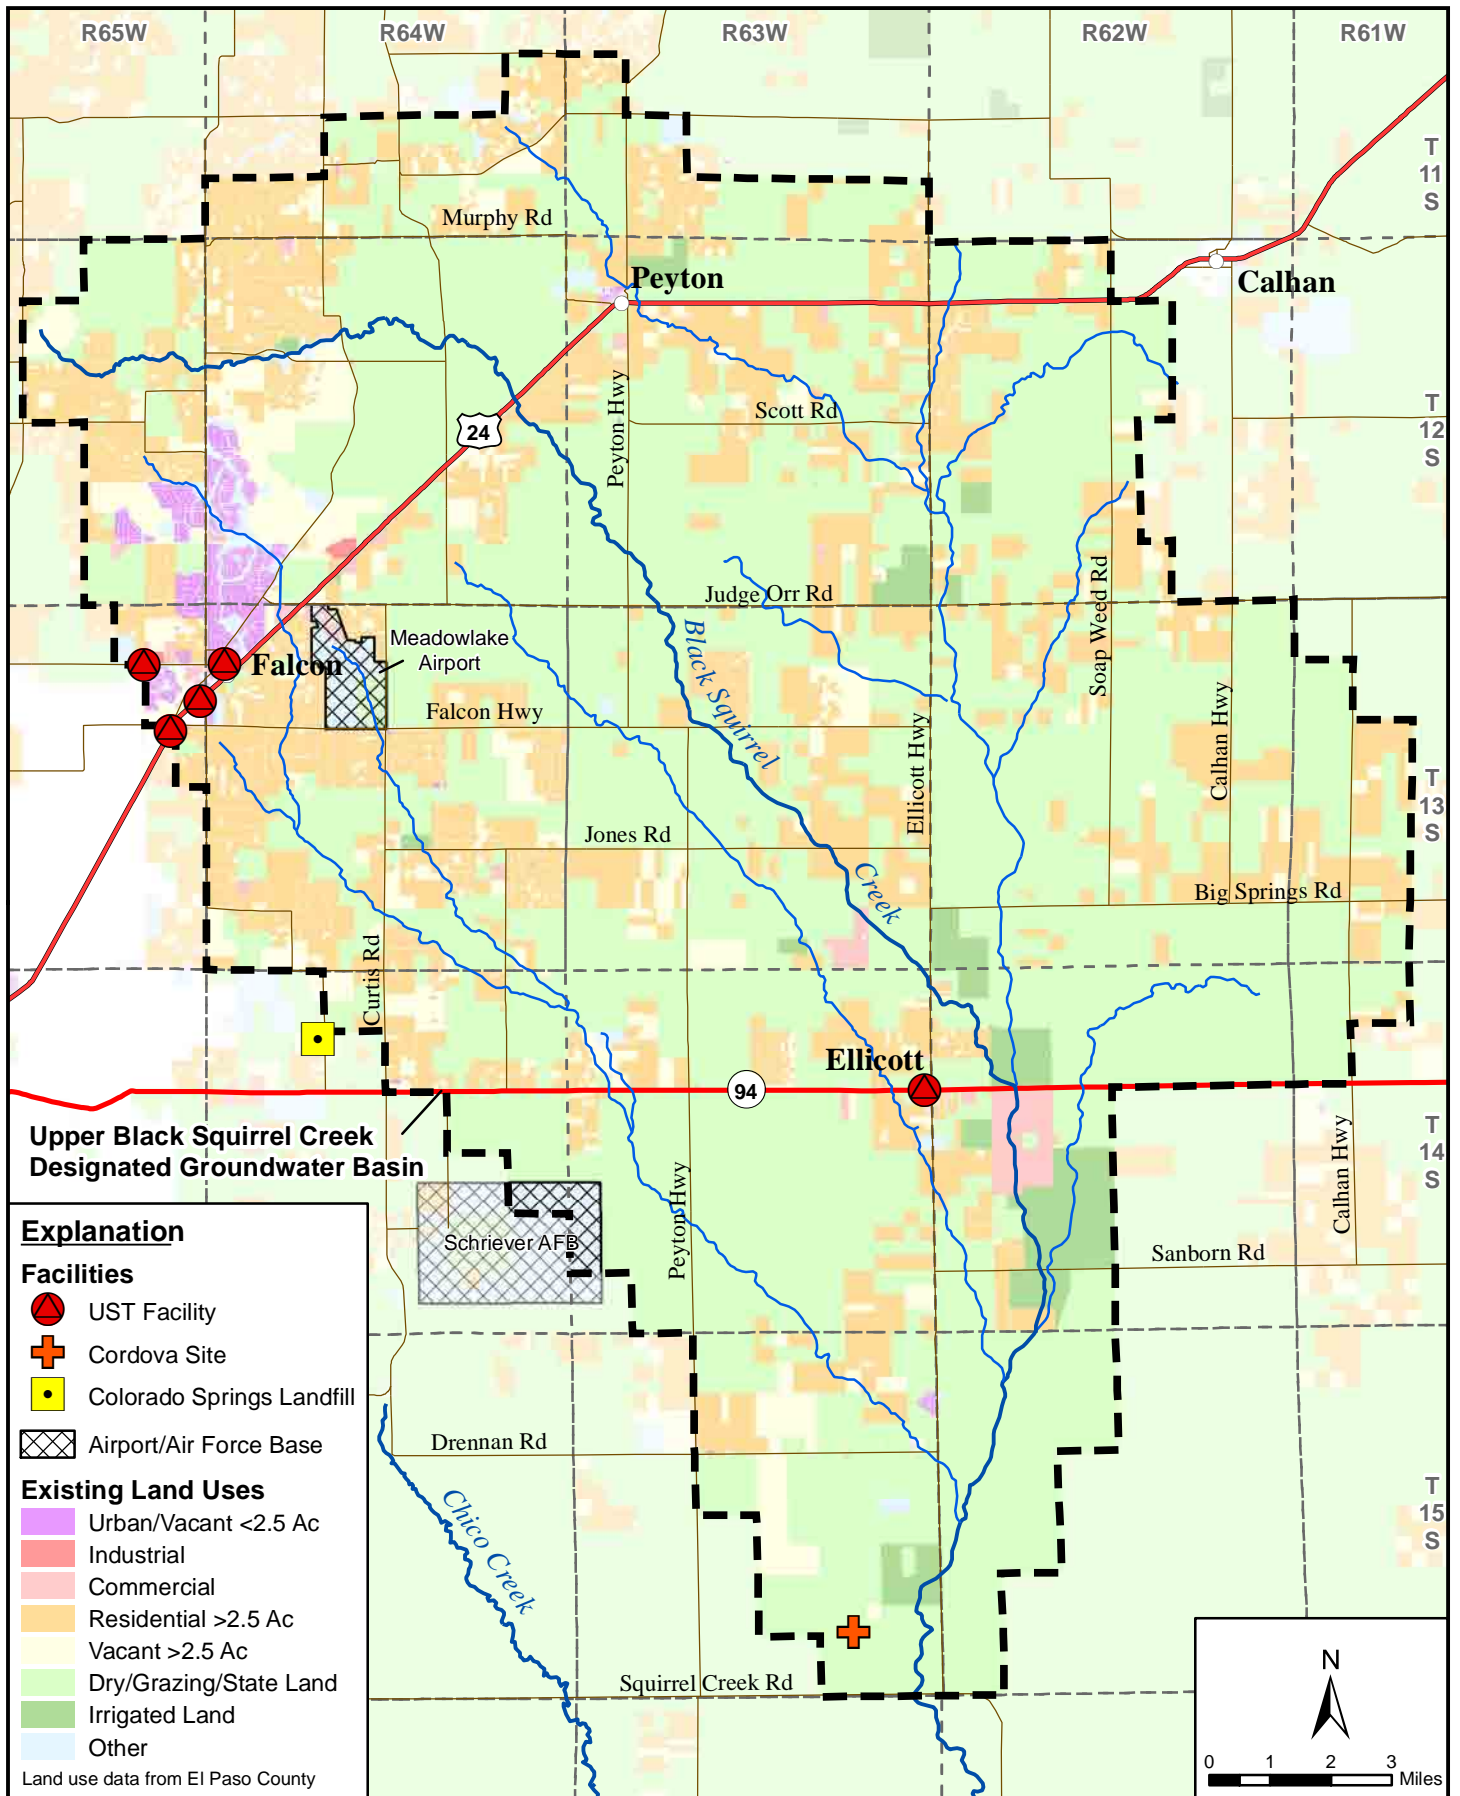 R65W
R64W
R63W
R62W
R61W
T
11
S
Murphy Rd
Peyton
Calhan
Peyton Hwy
Scott Rd
24
T
12
S
Judge Orr Rd
Soap Weed Rd
Meadowlake
Airport
Falcon
Black Squirrel
Creek
Falcon Hwy
Ellicott Hwy
Calhan Hwy
T
13
S
Jones Rd
Big Springs Rd
Curtis Rd
Ellicott
94
Upper Black Squirrel Creek
Designated Groundwater Basin
T
14
S
Calhan Hwy
Peyton Hwy
Schriever AFB
Sanborn Rd
Drennan Rd
Chico Creek
T
15
S
Squirrel Creek Rd
Explanation
Facilities
UST Facility
Cordova Site
Colorado Springs Landfill
Airport/Air Force Base
Existing Land Uses
Urban/Vacant <2.5 Ac
Industrial
Commercial
Residential >2.5 Ac
Vacant >2.5 Ac
Dry/Grazing/State Land
Irrigated Land
Other
Land use data from El Paso County
N
0 1 2 3
Miles